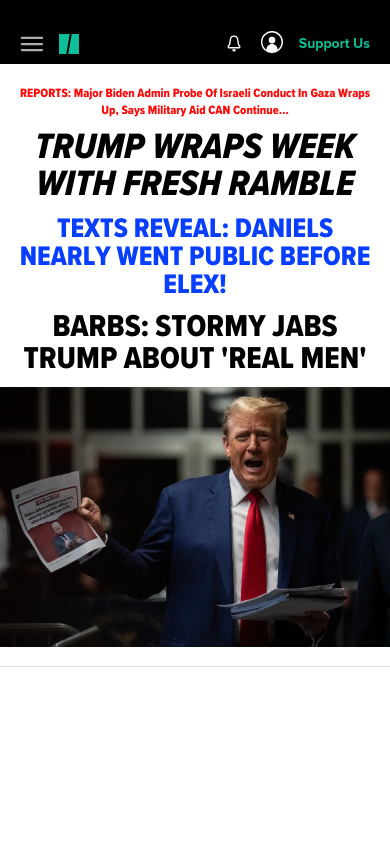 Support Us
REPORTS: Major Biden Admin Probe Of Israeli Conduct In Gaza Wraps
Up, Says Military Aid CAN Continue...
TRUMP WRAPS WEEK
WITH FRESH RAMBLE
TEXTS REVEAL: DANIELS
NEARLY WENT PUBLIC BEFORE
ELEX!
BARBS: STORMY JABS
TRUMP ABOUT 'REAL MEN'